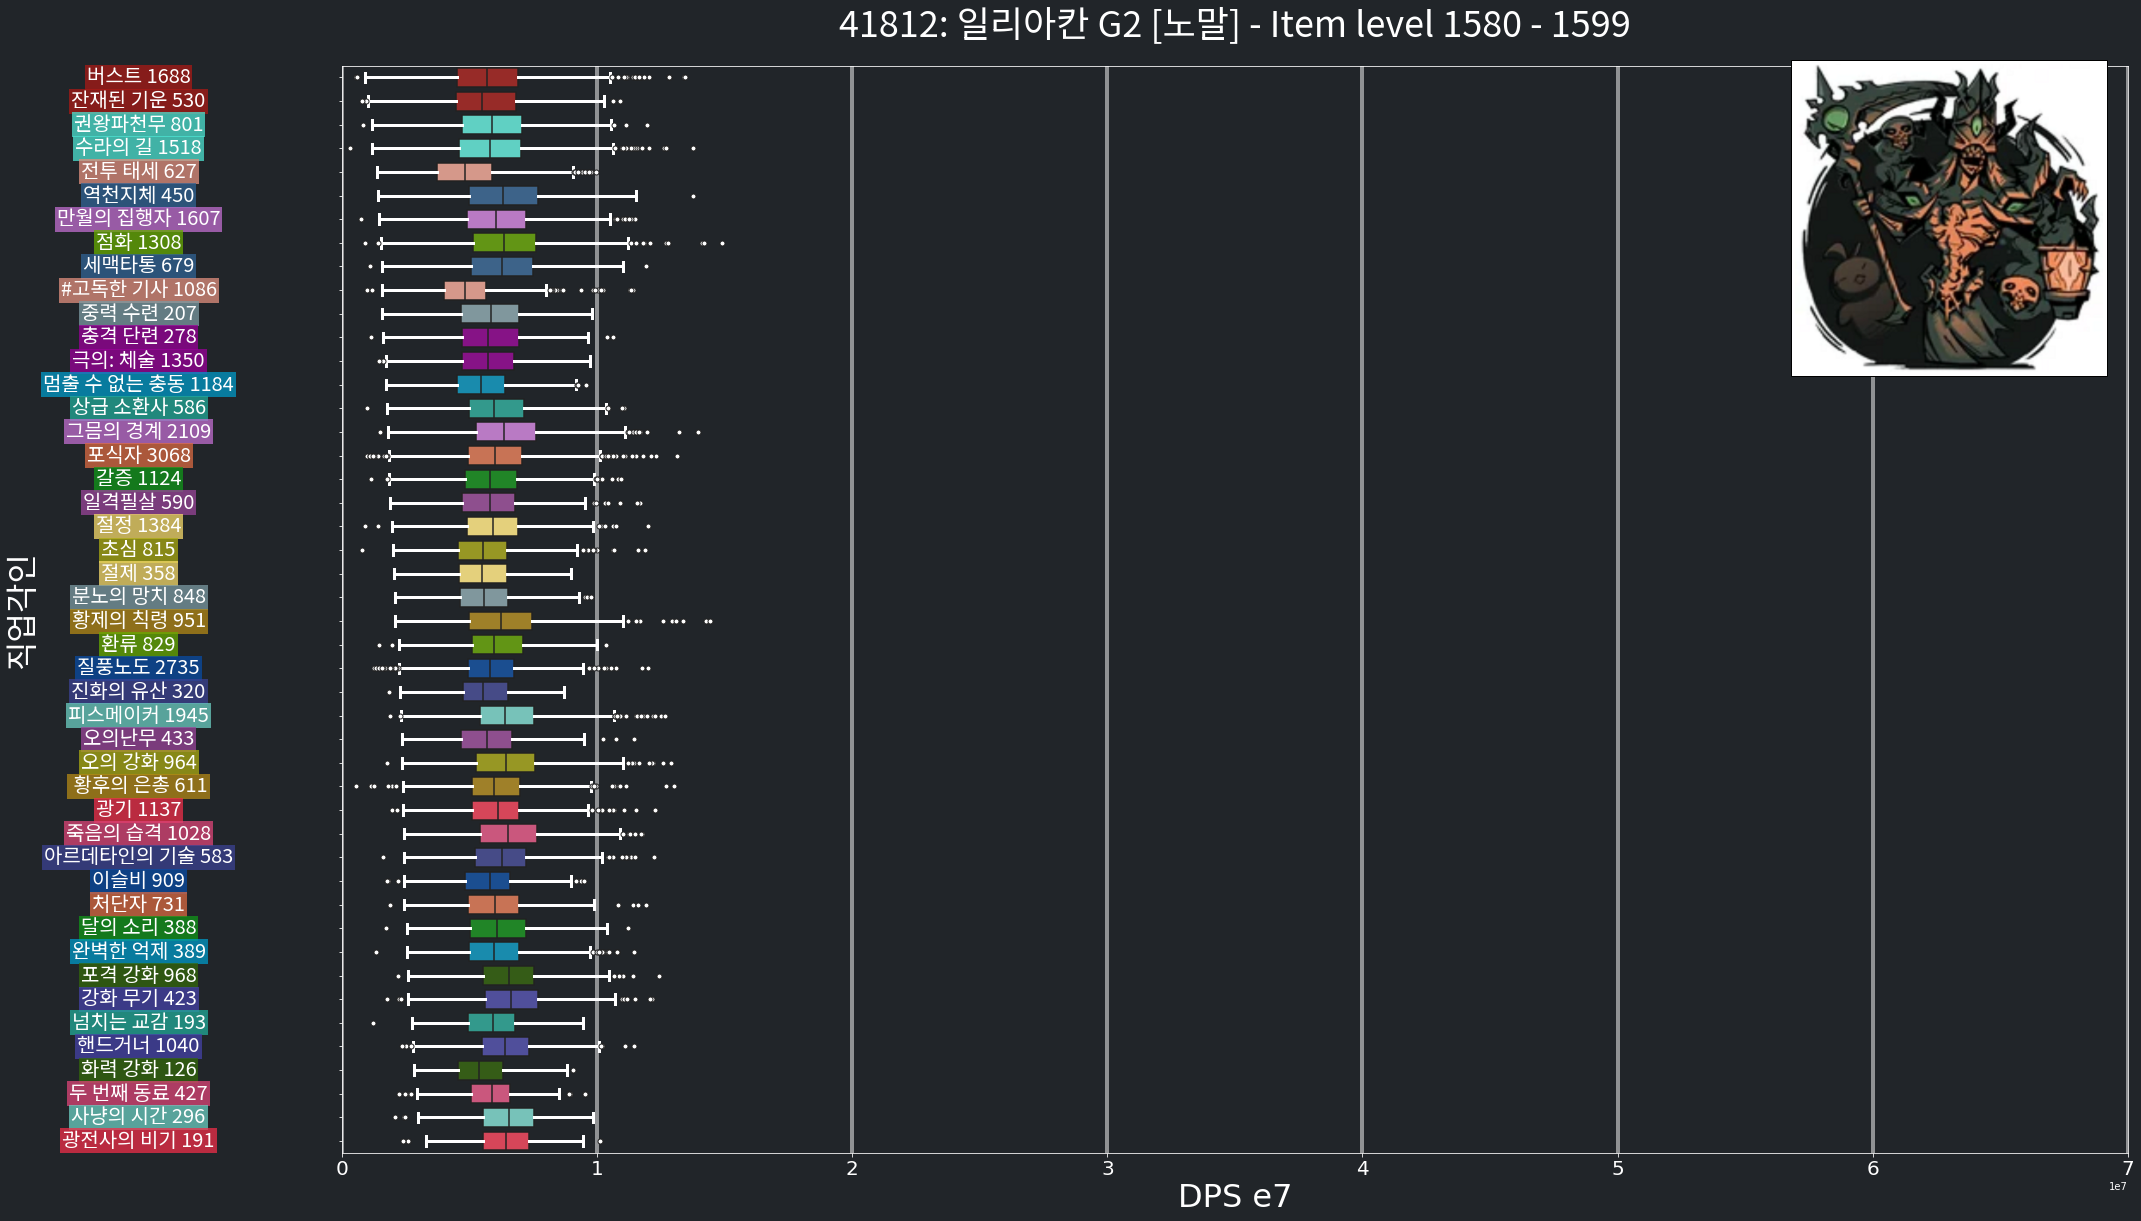 41812: 일리아칸 G2 [노말] - Item level 1580 - 1599
버스트 1688
잔재된 기운 530
권왕파천무 801
수라의 길 1518
전투 태세 627
역천지체 450
만월의 집행자 1607
점화 1308
세맥타통 679
#고독한 기사 1086
중력 수련 207
충격 단련 278
극의: 체술 1350
멈출 수 없는 충동 1184
상급 소환사 586
그믐의 경계 2109
포식자 3068
갈증 1124
일격필살 590
절정 1384
초심 815
절제 358
분노의 망치 848
황제의 칙령 951
환류 829
질풍노도 2735
진화의 유산 320
피스메이커 1945
오의난무 433
오의 강화 964
황후의 은총 611
광기 1137
죽음의 습격 1028
아르데타인의 기술 583
이슬비 909
처단자 731
달의 소리 388
완벽한 억제 389
포격 강화 968
강화 무기 423
넘치는 교감 193
핸드거너 1040
화력 강화 126
두 번째 동료 427
사냥의 시간 296
광전사의 비기 191
직업각인
0 1 2 3 4 5 6 7
1e7
DPS e7